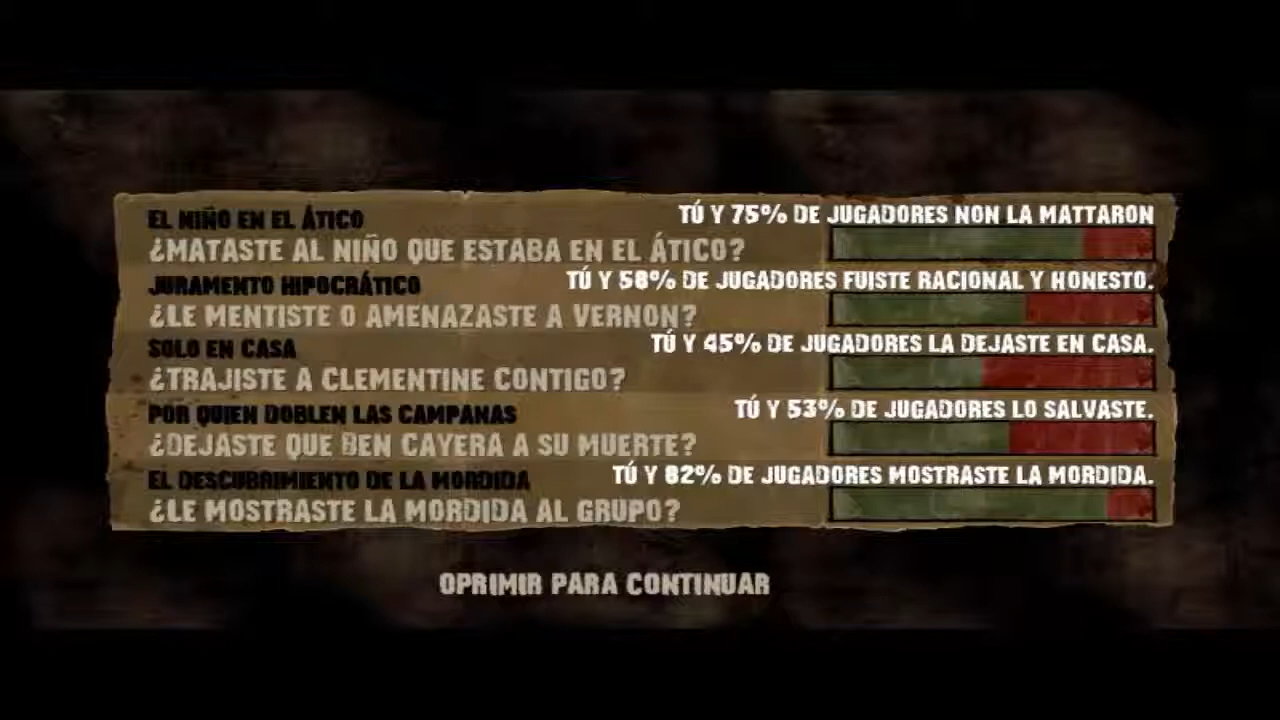 EL NIÑO EN EL ÁTICO
TÚ Y 75% DE JUGADORES NON LA MATTARON
¿MATASTE AL NIÑO QUE ESTABA EN EL ÁTICO?
JURAMENTO HIPOCRÁTICO
TÚ Y 58% DE JUGADORES FUISTE RACIONAL Y HONESTO.
¿LE MENTISTE O AMENAZASTE A VERNON?
SOLO EN CASA
TÚ Y 45% DE JUGADORES LA DEJASTE EN CASA.
¿TRAJISTE A CLEMENTINE CONTIGO?
POR QUIEN DOBLEN LAS CAMPANAS
TÚ Y 53% DE JUGADORES LO SALVASTE.
¿DEJASTE QUE BEN CAYERA A SU MUERTE?
EL DESCUBRIMIENTO DE LA MORDIDA
TÚ Y 82% DE JUGADORES MOSTRASTE LA MORDIDA.
¿LE MOSTRASTE LA MORDIDA AL GRUPO?
OPRIMIR PARA CONTINUAR